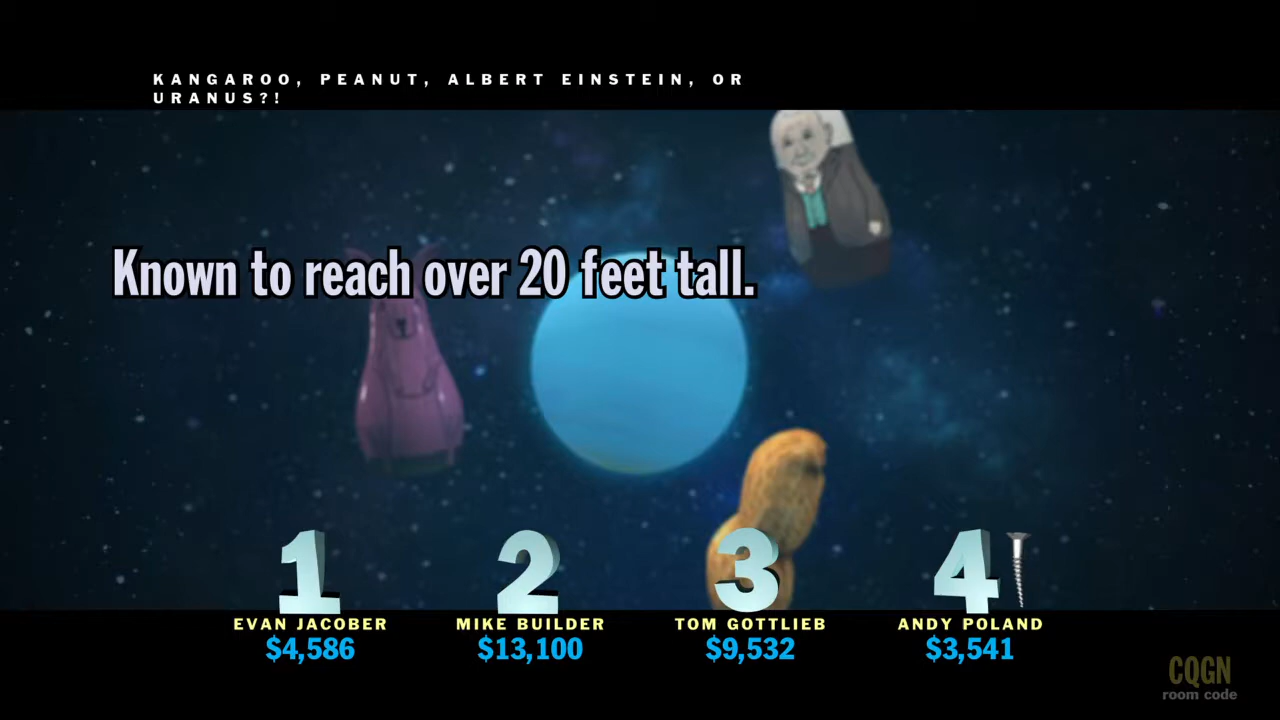 KANGAROO, PEANUT, ALBERT EINSTEIN, OR
URANUS?!
Known to reach over 20 feet tall.
1 2 3 4
EVAN JACOBER MIKE BUILDER TOM GOTTLIEB ANDY POLAND
$4,586 $13,100 $9,532 $3,541
CQGN
room code